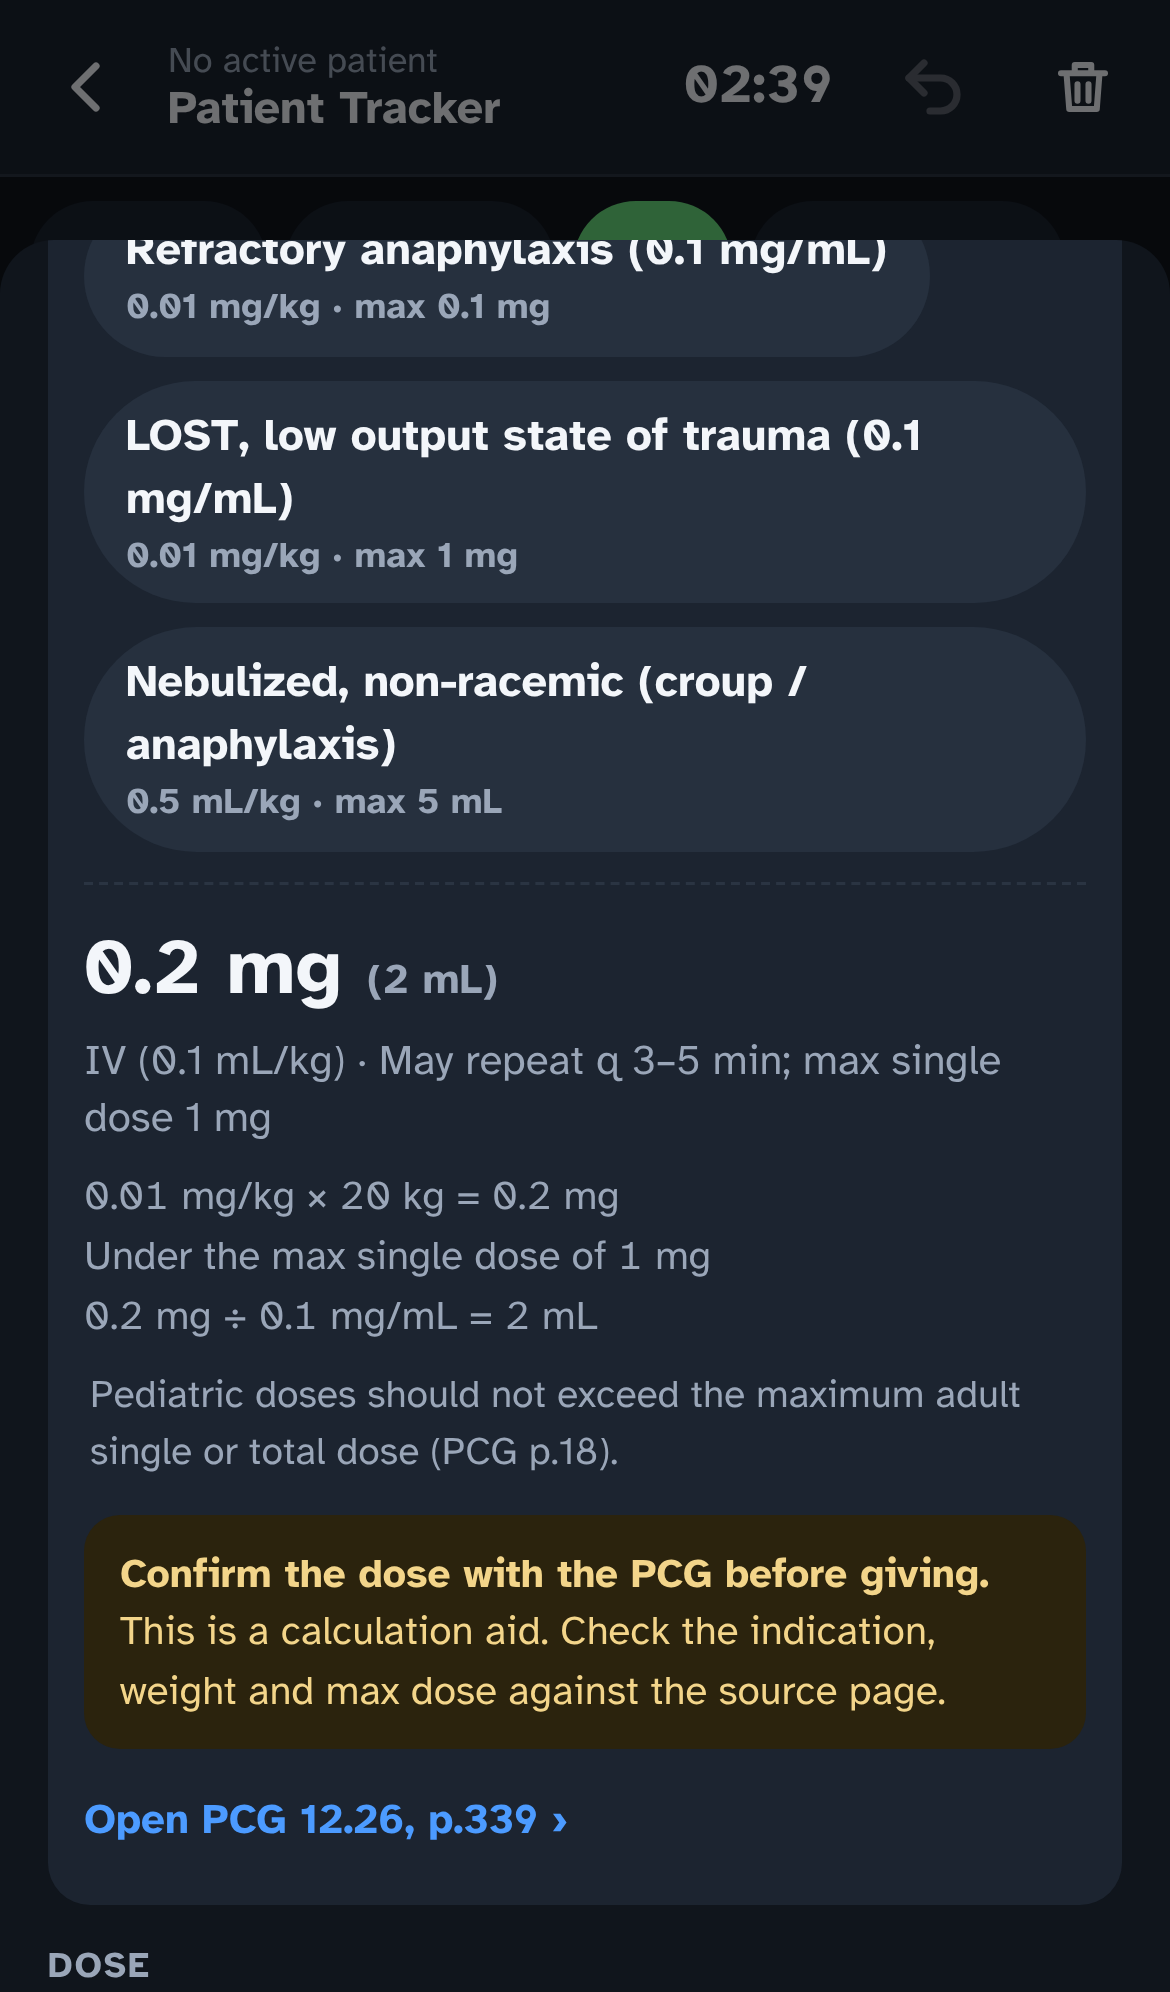 No active patient
Patient Tracker
02:39
Refractory anaphylaxis (0.1 mg/mL)
0.01 mg/kg · max 0.1 mg
LOST, low output state of trauma (0.1
mg/mL)
0.01 mg/kg · max 1 mg
Nebulized, non-racemic (croup /
anaphylaxis)
0.5 mL/kg · max 5 mL
0.2 mg (2 mL)
IV (0.1 mL/kg) · May repeat q 3–5 min; max single
dose 1 mg
0.01 mg/kg × 20 kg = 0.2 mg
Under the max single dose of 1 mg
0.2 mg ÷ 0.1 mg/mL = 2 mL
Pediatric doses should not exceed the maximum adult
single or total dose (PCG p.18).
Confirm the dose with the PCG before giving.
This is a calculation aid. Check the indication,
weight and max dose against the source page.
Open PCG 12.26, p.339 ›
DOSE